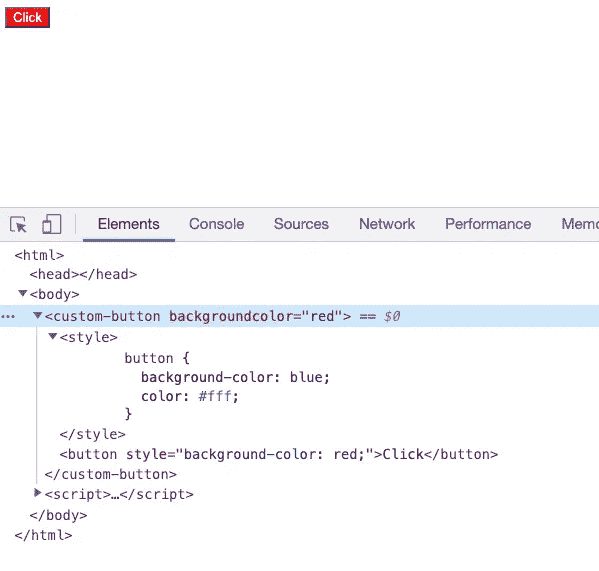 Click
Elements Console Sources Network Performance Memo
<html>
<head></head>
<body>
<custom-button backgroundcolor="red"> == $0
<style>
button {
background-color: blue;
color: #fff;
}
</style>
<button style="background-color: red;">Click</button>
</custom-button>
<script>…</script>
</body>
</html>